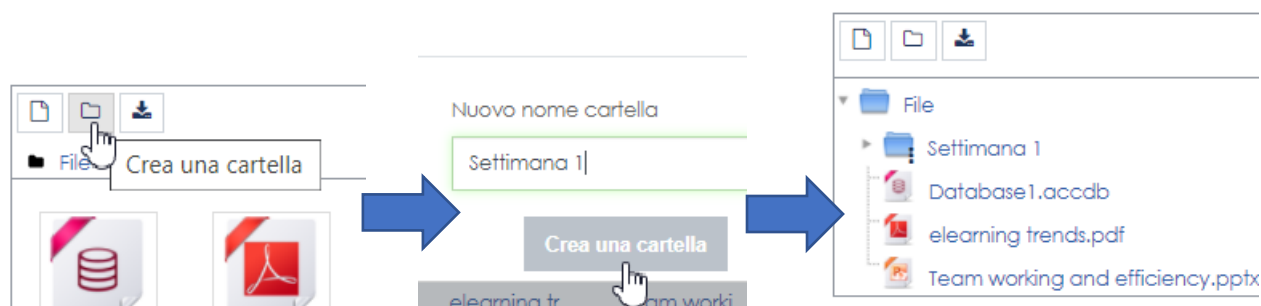 File
Crea una cartella
Nuovo nome cartella
Settimana 1
Crea una cartella
elearning tr
am worki
File
Settimana 1
Database1.accdb
elearning trends.pdf
Team working and efficiency.pptx